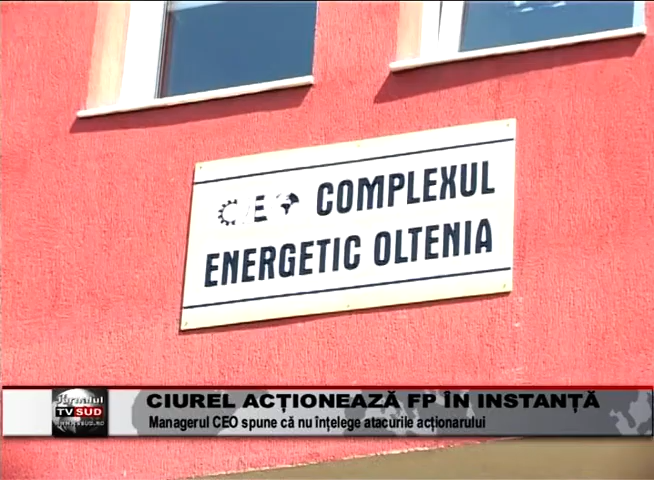 CEO COMPLEXUL
ENERGETIC OLTENIA
Jurnalul
TV SUD
CIUREL ACȚIONEAZĂ FP ÎN INSTANȚĂ
Managerul CEO spune că nu înțelege atacurile acționarului